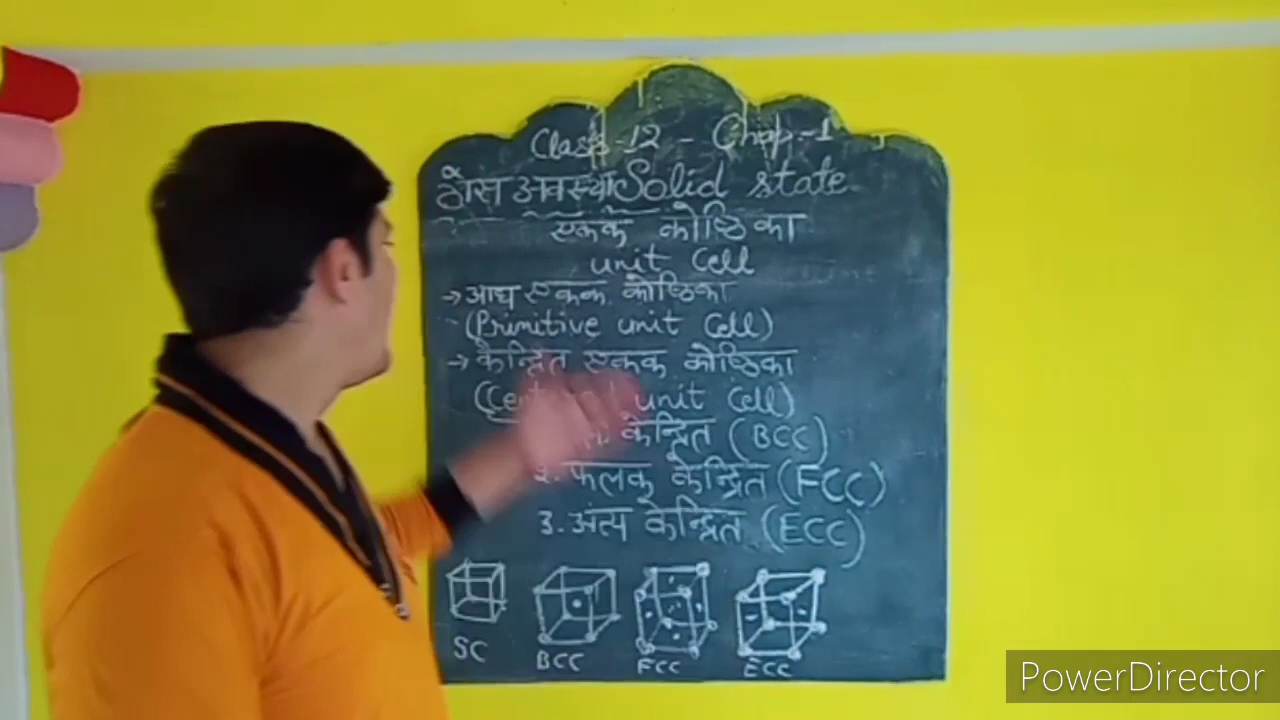 Class-12 - Chap.-1
ठोस अवस्था Solid state
एकक कोष्ठिका
unit Cell
→ आद्य एकक कोष्ठिका
(Primitive unit Cell)
→ केन्द्रित एकक कोष्ठिका
unit Cell)
केन्द्रित (BCC)
2. फलक केन्द्रित (FCC)
3. अंत्य केन्द्रित (ECC)
SC BCC FCC ECC
PowerDirector